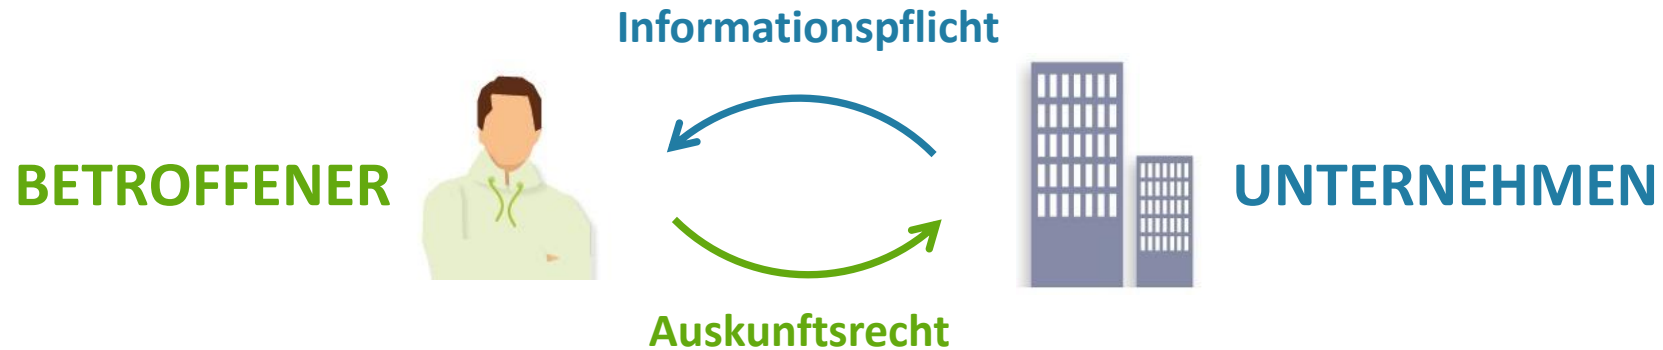 Informationspflicht
BETROFFENER
UNTERNEHMEN
Auskunftsrecht